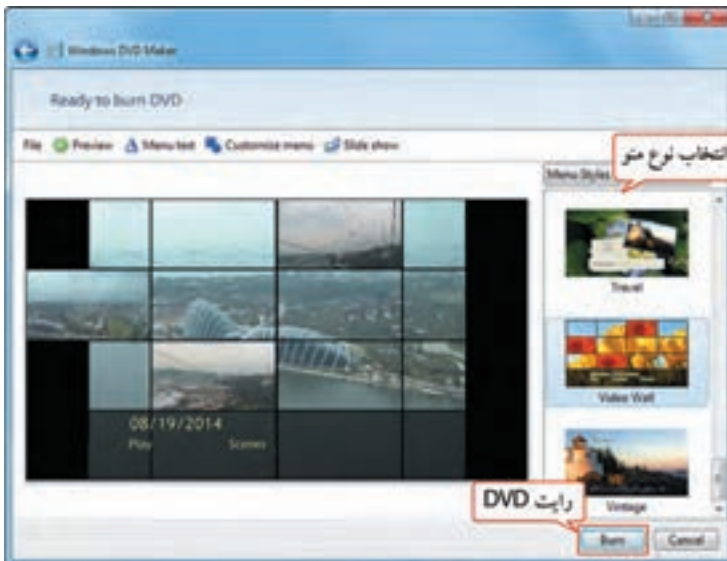 Windows DVD Maker
Ready to burn DVD
File Preview Menu text Customize menu Slide show
انتخاب نوع منو
Menu Styles
Travel
Video Wall
08/19/2014
Play Scenes
Vintage
رایت DVD
Burn Cancel